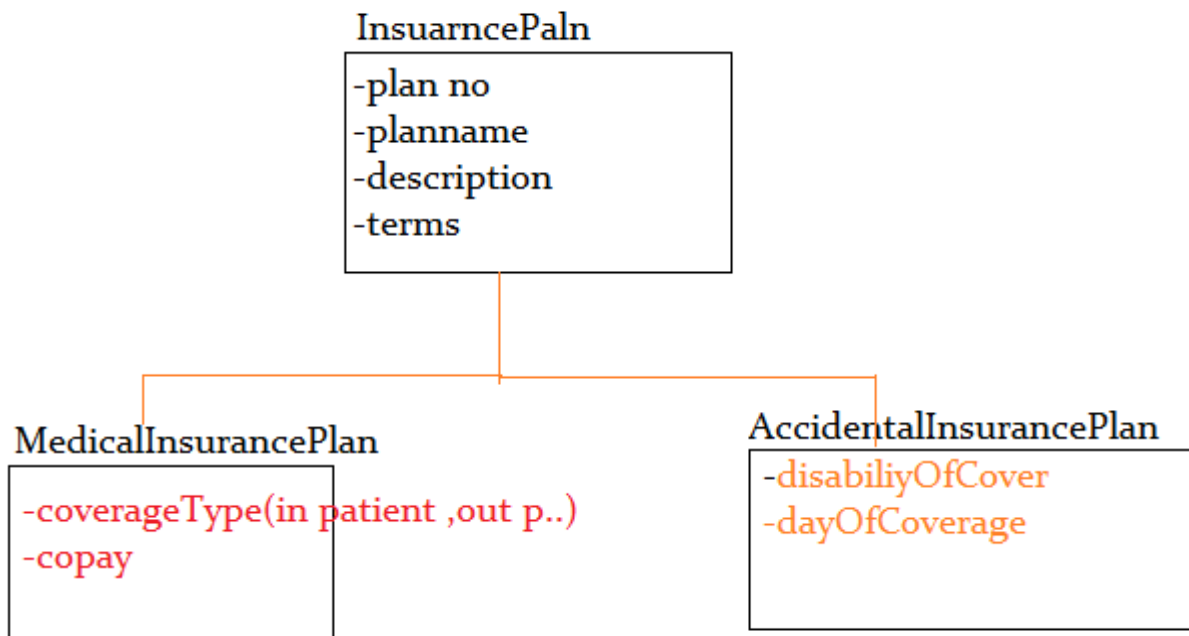 InsuarncePaln
-plan no
-planname
-description
-terms
MedicalInsurancePlan
-coverageType(in patient ,out p..)
-copay
AccidentalInsurancePlan
-disabiliyOfCover
-dayOfCoverage